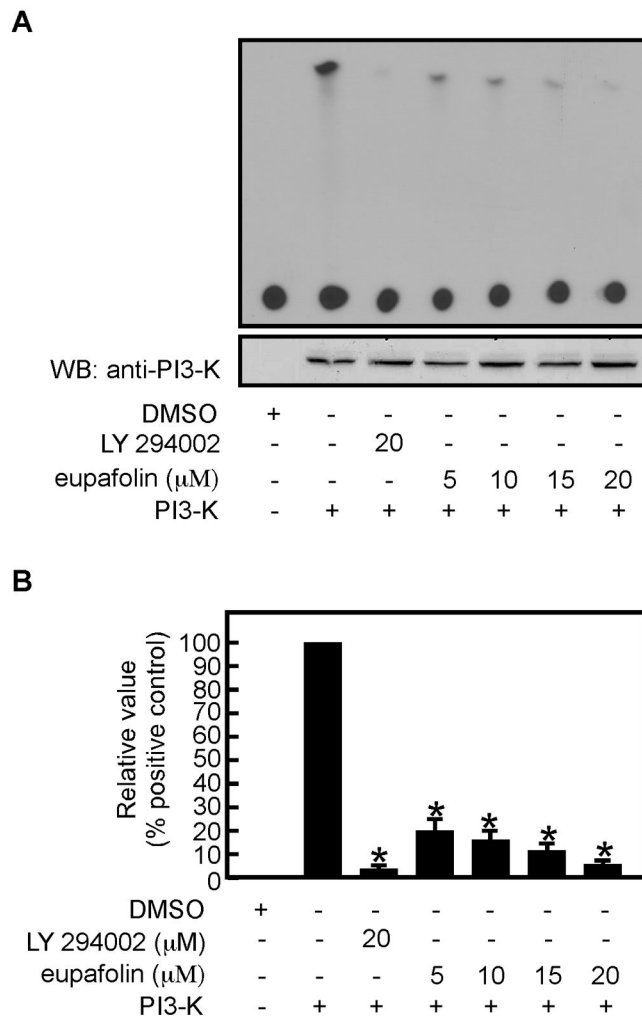 A
WB: anti-PI3-K
DMSO + - - - - - -
LY 294002 - - 20 - - - -
eupafolin (μM) - - - 5 10 15 20
PI3-K - + + + + + +
B
Relative value
(% positive control)
100
90
80
70
60
50
40
30
20
10
0
* * * * *
DMSO + - - - - - -
LY 294002 (μM) - - 20 - - - -
eupafolin (μM) - - - 5 10 15 20
PI3-K - + + + + + +